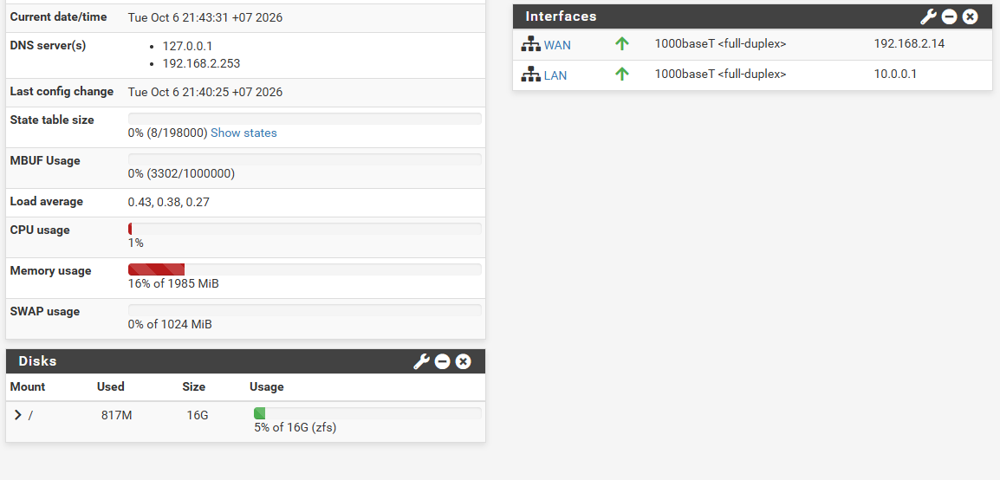 Current date/time Tue Oct 6 21:43:31 +07 2026
DNS server(s) 127.0.0.1
192.168.2.253
Last config change Tue Oct 6 21:40:25 +07 2026
State table size
0% (8/198000) Show states
MBUF Usage
0% (3302/1000000)
Load average 0.43, 0.38, 0.27
CPU usage
1%
Memory usage
16% of 1985 MiB
SWAP usage
0% of 1024 MiB
Disks
Mount Used Size Usage
/ 817M 16G
5% of 16G (zfs)
Interfaces
WAN 1000baseT <full-duplex> 192.168.2.14
LAN 1000baseT <full-duplex> 10.0.0.1